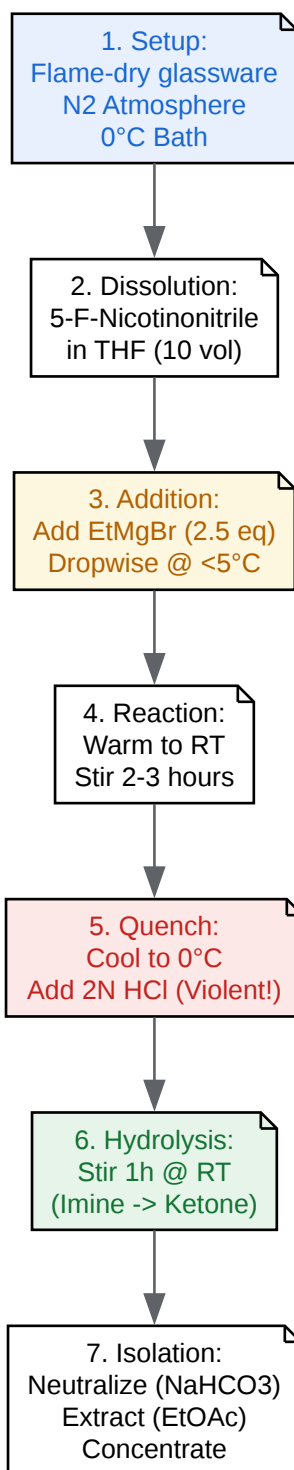 1. Setup:
Flame-dry glassware
N2 Atmosphere
0°C Bath
2. Dissolution:
5-F-Nicotinonitrile
in THF (10 vol)
3. Addition:
Add EtMgBr (2.5 eq)
Dropwise @ <5°C
4. Reaction:
Warm to RT
Stir 2-3 hours
5. Quench:
Cool to 0°C
Add 2N HCl (Violent!)
6. Hydrolysis:
Stir 1h @ RT
(Imine -> Ketone)
7. Isolation:
Neutralize (NaHCO3)
Extract (EtOAc)
Concentrate